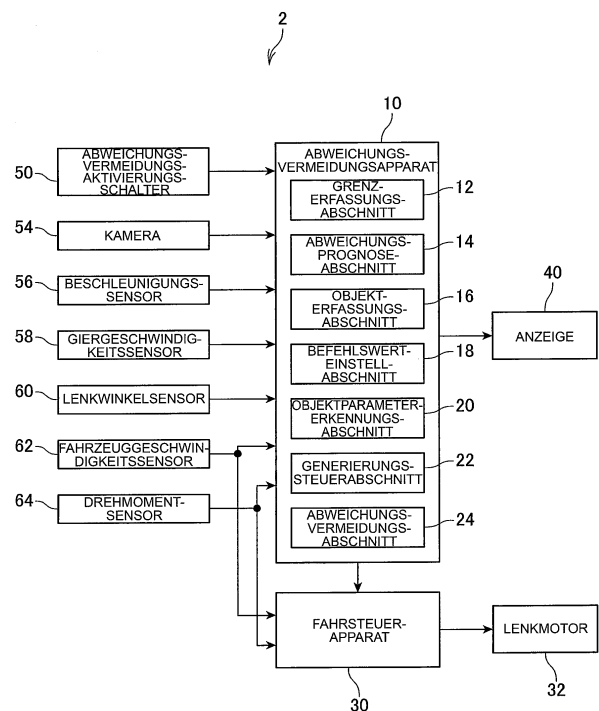 2
10
50
ABWEICHUNGS-
VERMEIDUNGS-
AKTIVIERUNGS-
SCHALTER
54
KAMERA
56
BESCHLEUNIGUNGS-
SENSOR
58
GIERGESCHWINDIG-
KEITSSENSOR
60
LENKWINKELSENSOR
62
FAHRZEUGGESCHWIN-
DIGKEITSSENSOR
64
DREHMOMENT-
SENSOR
ABWEICHUNGS-
VERMEIDUNGSAPPARAT
GRENZ-
ERFASSUNGS-
ABSCHNITT
12
ABWEICHUNGS-
PROGNOSE-
ABSCHNITT
14
OBJEKT-
ERFASSUNGS-
ABSCHNITT
16
BEFEHLSWERT-
EINSTELL-
ABSCHNITT
18
OBJEKTPARAMETER-
ERKENNUNGS-
ABSCHNITT
20
GENERIERUNGS-
STEUERABSCHNITT
22
ABWEICHUNGS-
VERMEIDUNGS-
ABSCHNITT
24
40
ANZEIGE
FAHRSTEUER-
APPARAT
30
LENKMOTOR
32